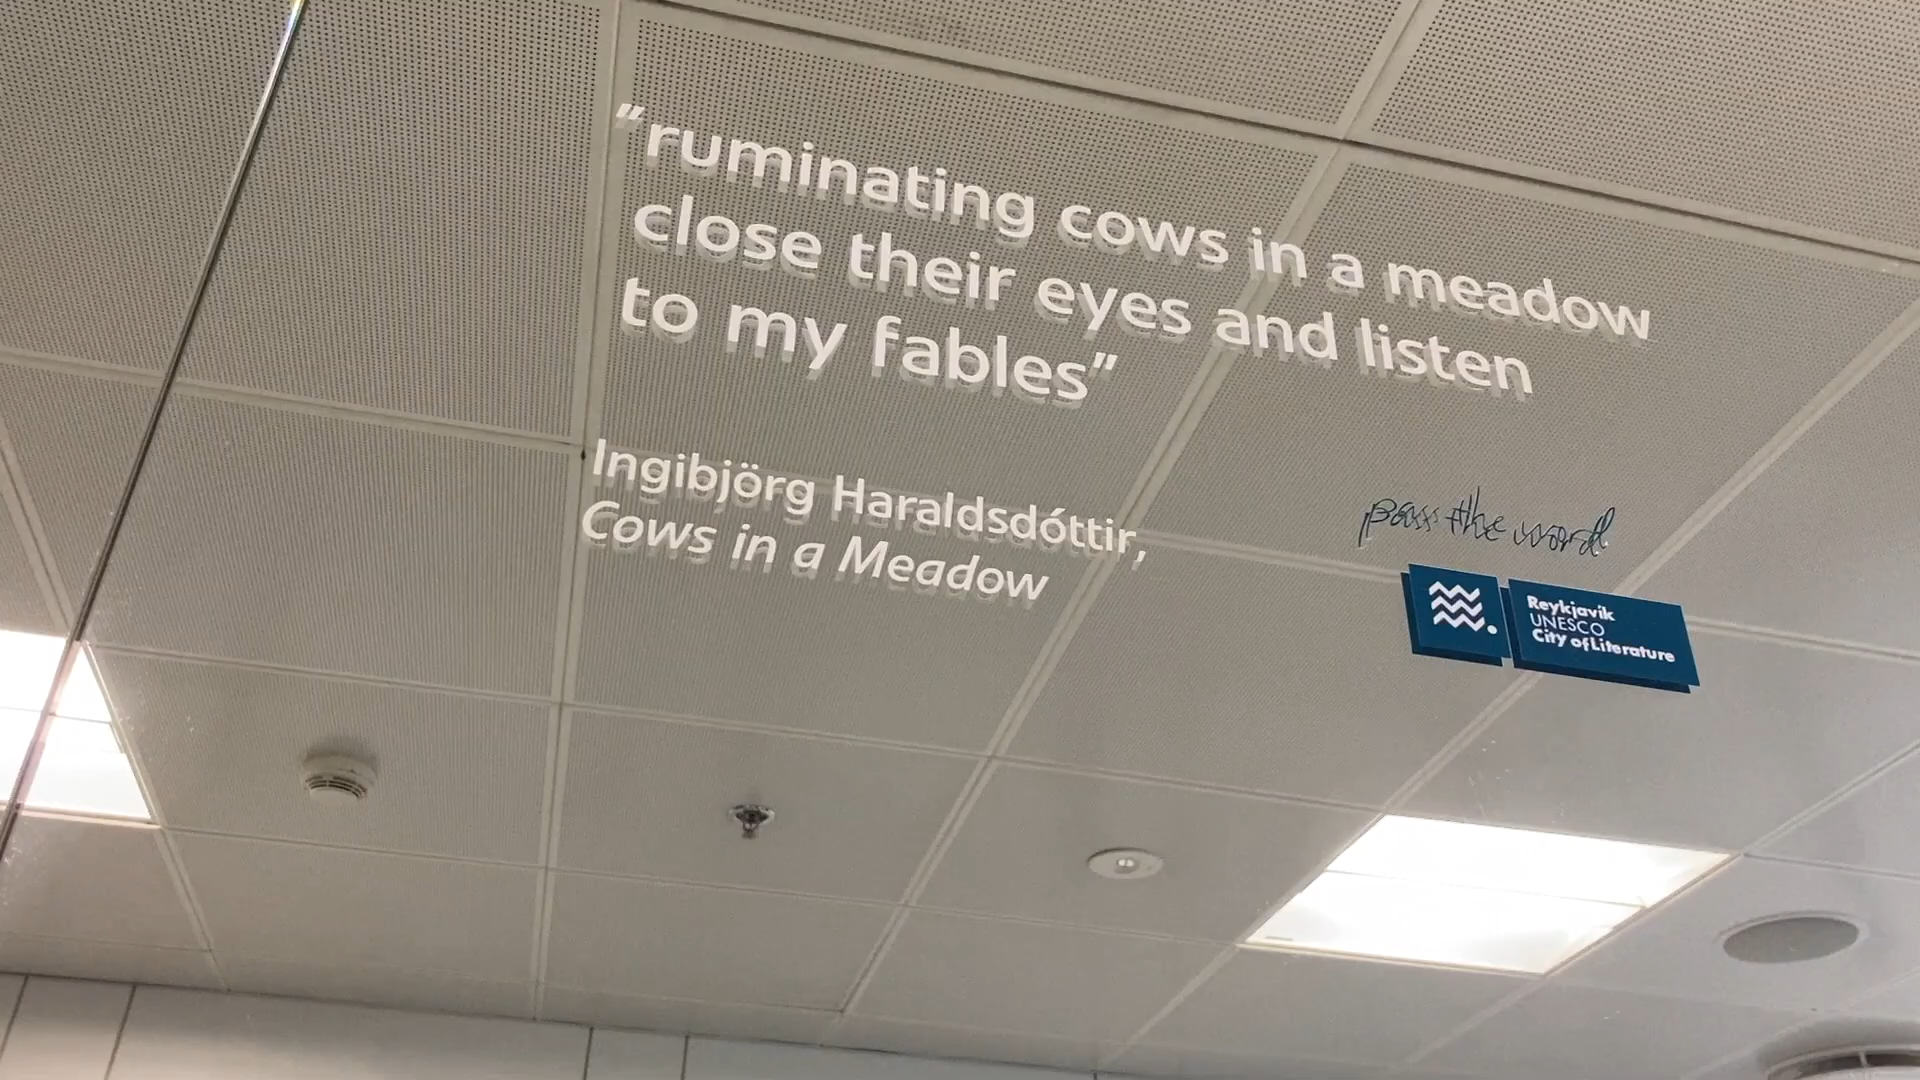 "ruminating cows in a meadow
close their eyes and listen
to my fables"
Ingibjörg Haraldsdóttir,
Cows in a Meadow
pass the word
Reykjavík
UNESCO
City of Literature